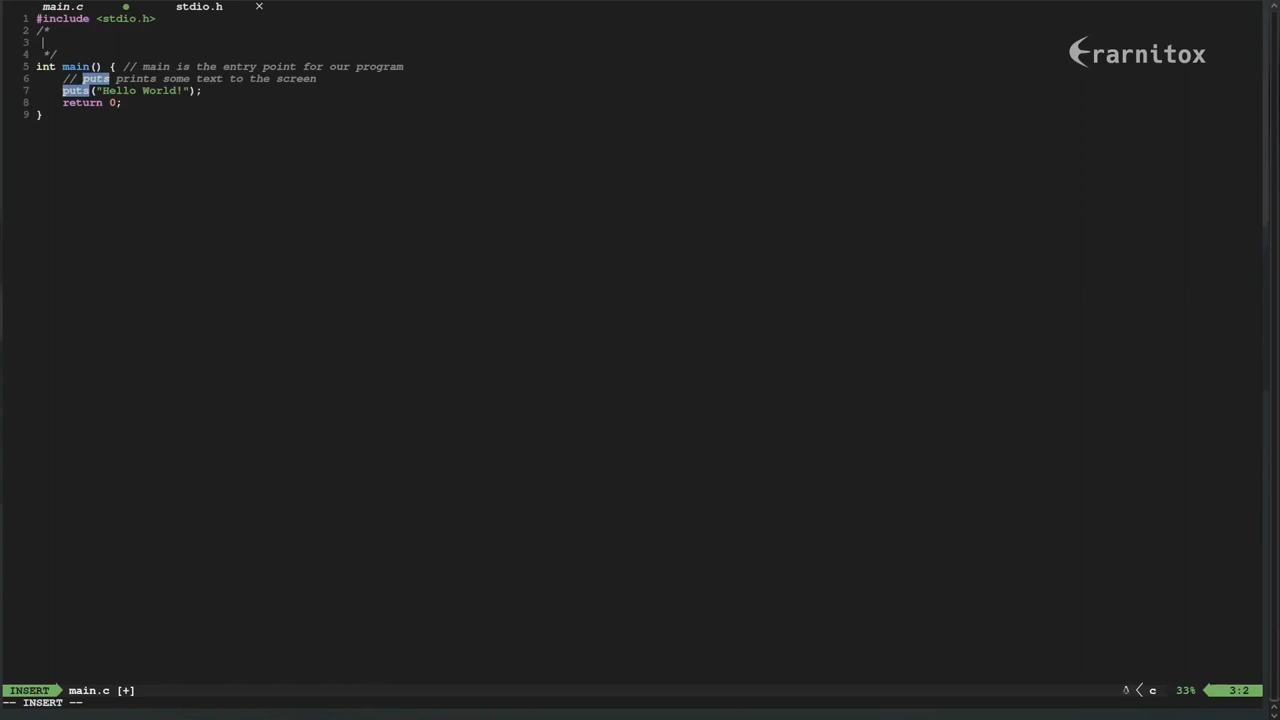 main.c ● stdio.h ×
1 #include <stdio.h>
2 /*
3
4  */
5 int main() { // main is the entry point for our program
6     // puts prints some text to the screen
7     puts("Hello World!");
8     return 0;
9 }
rarnitox
INSERT main.c [+] c 33% 3:2
-- INSERT --